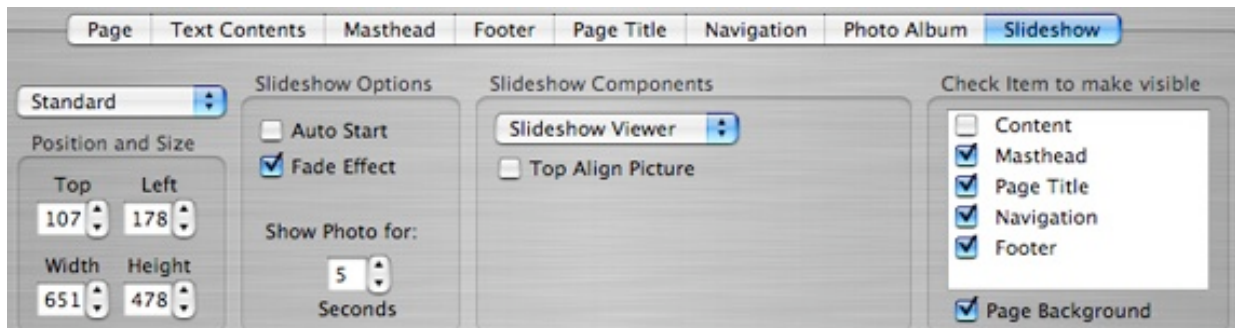 Page Text Contents Masthead Footer Page Title Navigation Photo Album Slideshow
Standard
Position and Size
Top Left
107 178
Width Height
651 478
Slideshow Options
Auto Start
Fade Effect
Show Photo for:
5
Seconds
Slideshow Components
Slideshow Viewer
Top Align Picture
Check Item to make visible
Content
Masthead
Page Title
Navigation
Footer
Page Background